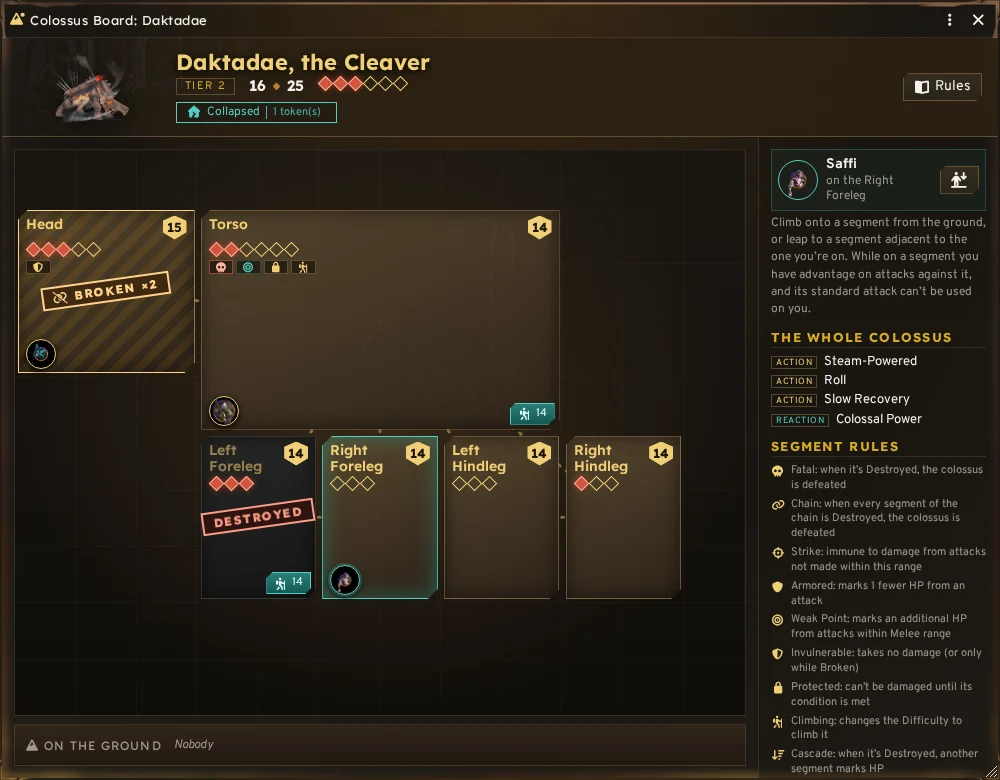 Colossus Board: Daktadae
Daktadae, the Cleaver
TIER 2 16 25
Collapsed | 1 token(s)
Rules
Head
15
BROKEN ×2
Torso
14
14
Left
Foreleg
14
DESTROYED
14
Right
Foreleg
14
Left
Hindleg
14
Right
Hindleg
14
ON THE GROUND Nobody
Saffi
on the Right
Foreleg
Climb onto a segment from the ground,
or leap to a segment adjacent to the
one you're on. While on a segment you
have advantage on attacks against it,
and its standard attack can't be used
on you.
THE WHOLE COLOSSUS
ACTION Steam-Powered
ACTION Roll
ACTION Slow Recovery
REACTION Colossal Power
SEGMENT RULES
Fatal: when it's Destroyed, the colossus
is defeated
Chain: when every segment of the
chain is Destroyed, the colossus is
defeated
Strike: immune to damage from attacks
not made within this range
Armored: marks 1 fewer HP from an
attack
Weak Point: marks an additional HP
from attacks within Melee range
Invulnerable: takes no damage (or only
while Broken)
Protected: can't be damaged until its
condition is met
Climbing: changes the Difficulty to
climb it
Cascade: when it's Destroyed, another
segment marks HP